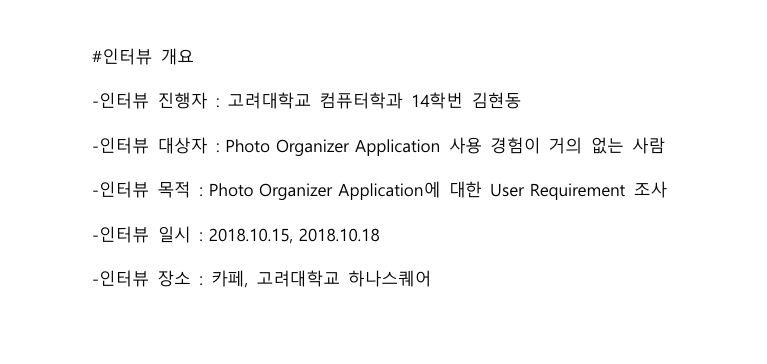 #인터뷰 개요
-인터뷰 진행자 : 고려대학교 컴퓨터학과 14학번 김현동
-인터뷰 대상자 : Photo Organizer Application 사용 경험이 거의 없는 사람
-인터뷰 목적 : Photo Organizer Application에 대한 User Requirement 조사
-인터뷰 일시 : 2018.10.15, 2018.10.18
-인터뷰 장소 : 카페, 고려대학교 하나스퀘어